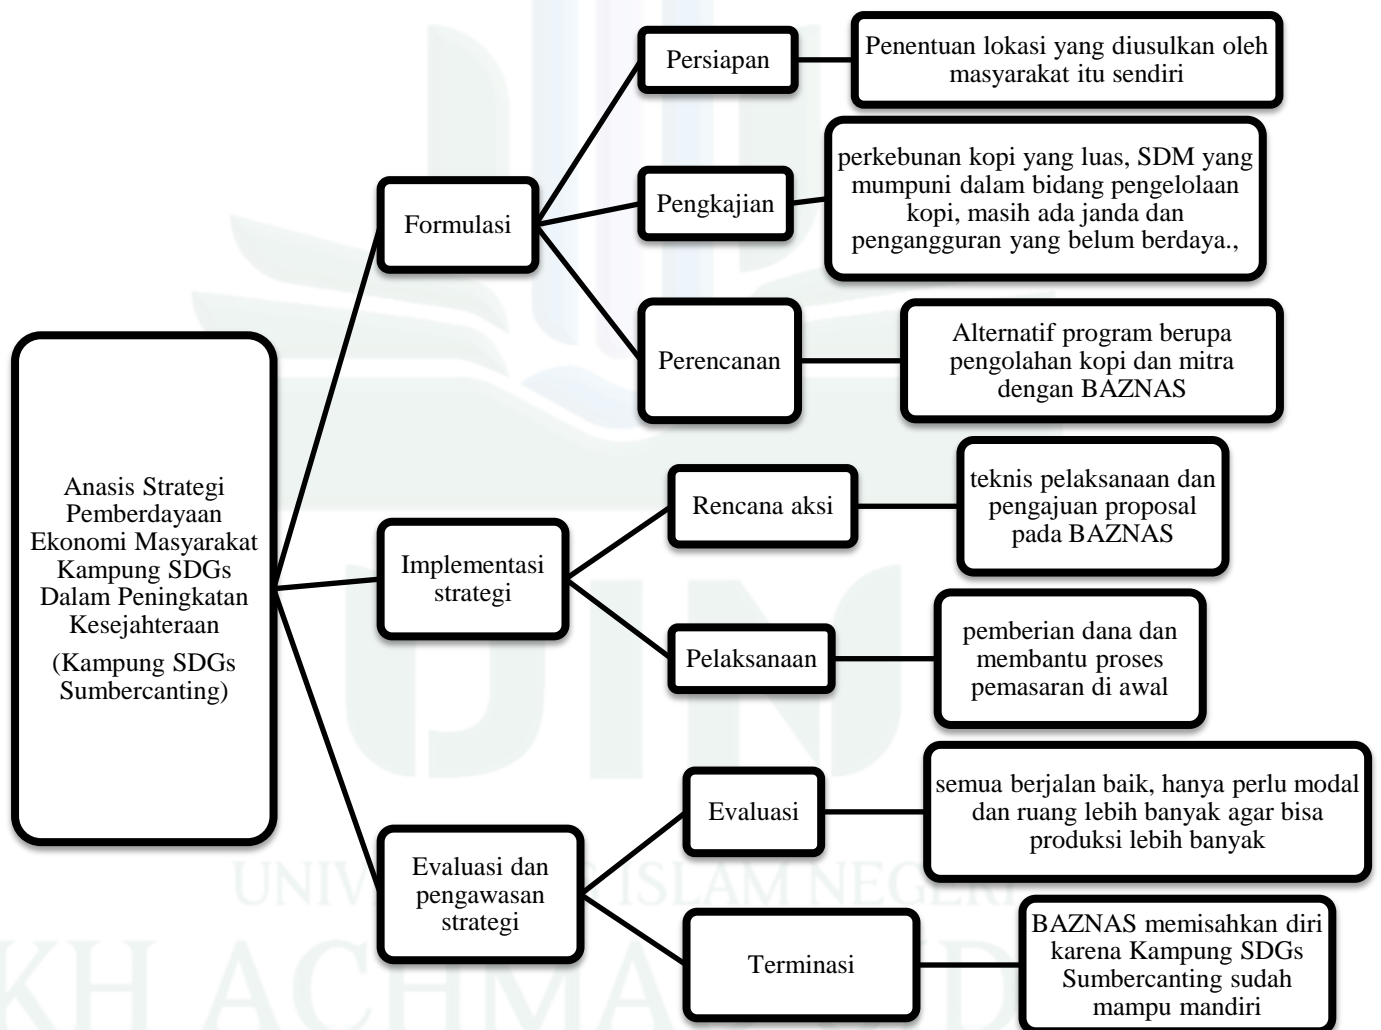 Persiapan
Penentuan lokasi yang diusulkan oleh
masyarakat itu sendiri
Formulasi
Pengkajian
perkebunan kopi yang luas, SDM yang
mumpuni dalam bidang pengelolaan
kopi, masih ada janda dan
pengangguran yang belum berdaya.,
Perencanan
Alternatif program berupa
pengolahan kopi dan mitra
dengan BAZNAS
Anasis Strategi
Pemberdayaan
Ekonomi Masyarakat
Kampung SDGs
Dalam Peningkatan
Kesejahteraan
(Kampung SDGs
Sumbercanting)
Implementasi
strategi
Rencana aksi
teknis pelaksanaan dan
pengajuan proposal
pada BAZNAS
Pelaksanaan
pemberian dana dan
membantu proses
pemasaran di awal
Evaluasi dan
pengawasan
strategi
Evaluasi
semua berjalan baik, hanya perlu modal
dan ruang lebih banyak agar bisa
produksi lebih banyak
Terminasi
BAZNAS memisahkan diri
karena Kampung SDGs
Sumbercanting sudah
mampu mandiri
UIN
ISLAM NEGERI
KH ACHMA